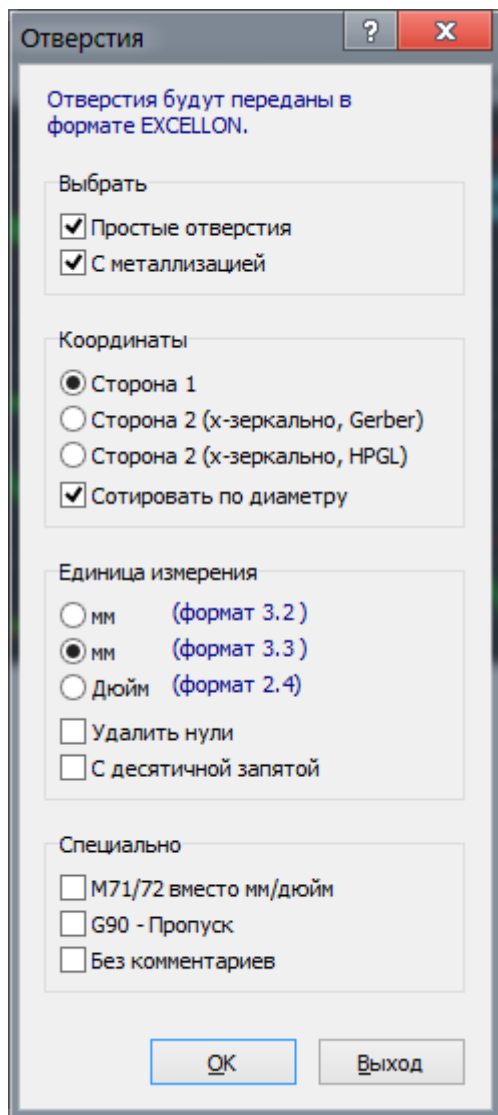 Отверстия
?
x
Отверстия будут переданы в
формате EXCELLON.
Выбрать
Простые отверстия
С металлизацией
Координаты
Сторона 1
Сторона 2 (x-зеркально, Gerber)
Сторона 2 (x-зеркально, HPGL)
Сотировать по диаметру
Единица измерения
мм (формат 3.2 )
мм (формат 3.3 )
Дюйм (формат 2.4)
Удалить нули
С десятичной запятой
Специально
M71/72 вместо мм/дюйм
G90 - Пропуск
Без комментариев
OK Выход